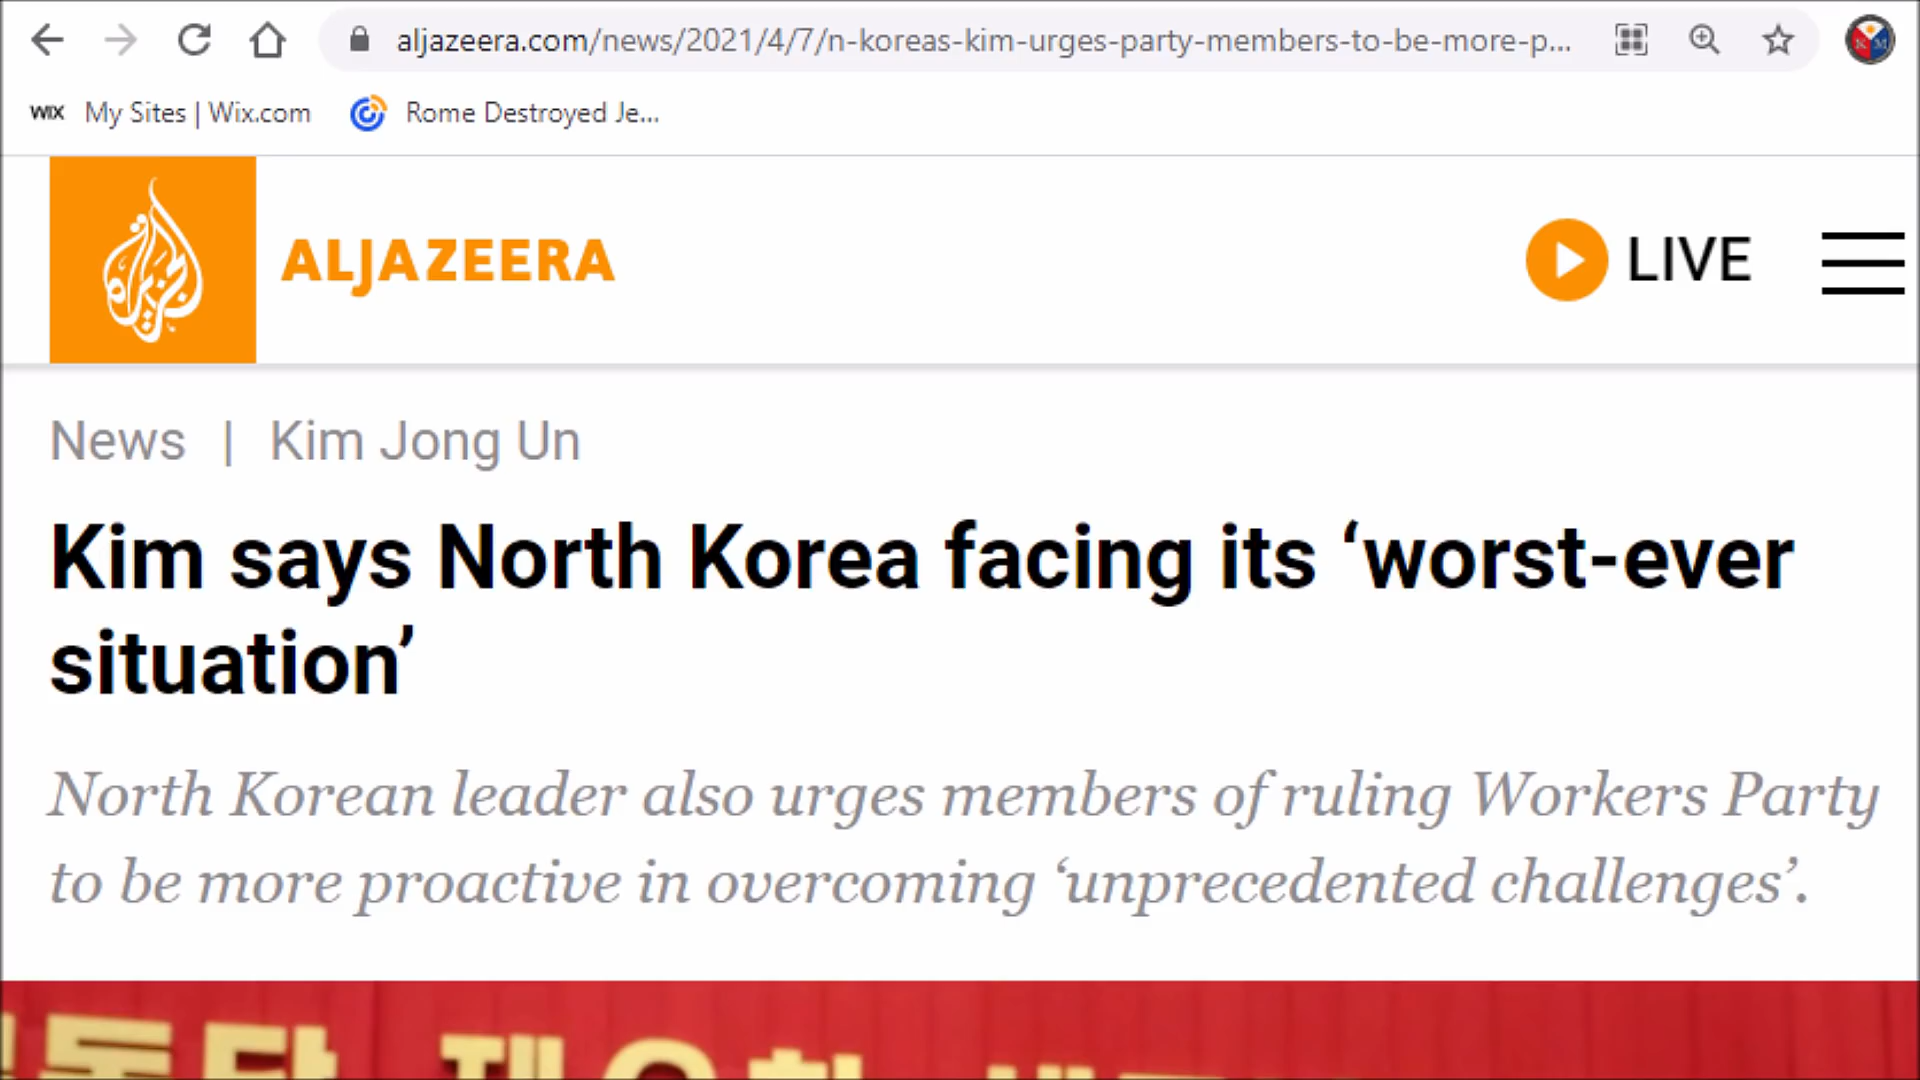 aljazeera.com/news/2021/4/7/n-koreas-kim-urges-party-members-to-be-more-p...
WIX My Sites | Wix.com Rome Destroyed Je...
ALJAZEERA LIVE
News | Kim Jong Un
Kim says North Korea facing its ‘worst-ever
situation’
North Korean leader also urges members of ruling Workers Party
to be more proactive in overcoming ‘unprecedented challenges’.